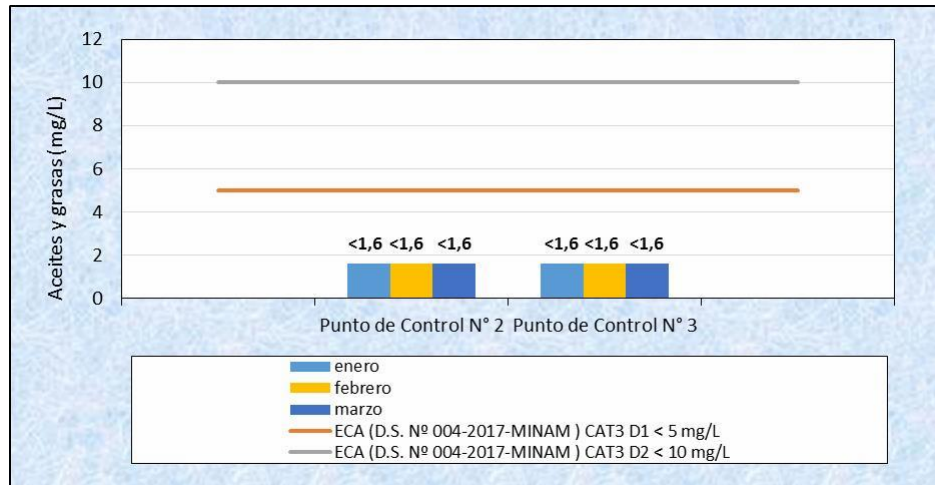 Aceites y grasas (mg/L)
12
10
8
6
4
2
0
<1,6 <1,6 <1,6 <1,6 <1,6 <1,6
Punto de Control N° 2 Punto de Control N° 3
enero
febrero
marzo
ECA (D.S. Nº 004-2017-MINAM ) CAT3 D1 < 5 mg/L
ECA (D.S. Nº 004-2017-MINAM ) CAT3 D2 < 10 mg/L